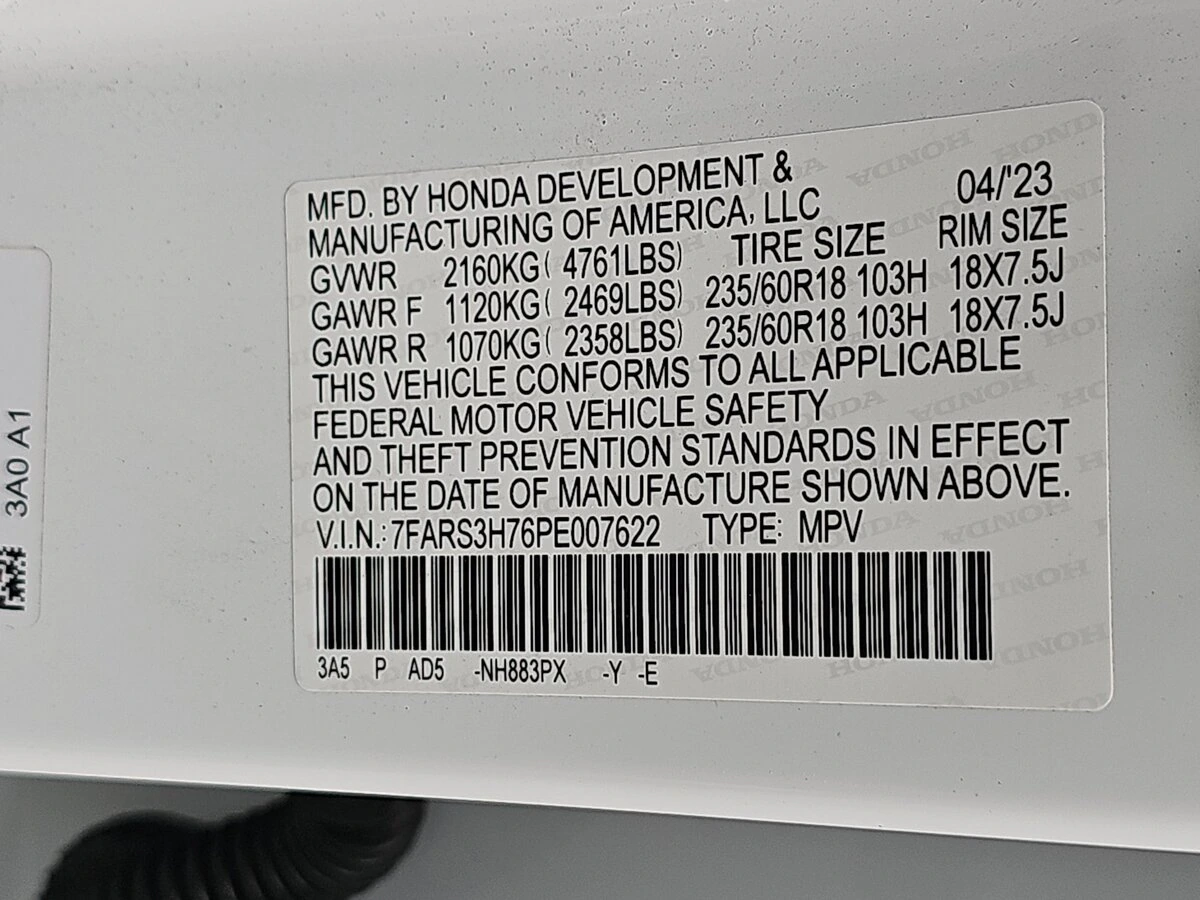 MFD. BY HONDA DEVELOPMENT & 04/'23
MANUFACTURING OF AMERICA, LLC
TIRE SIZE RIM SIZE
GVWR 2160KG( 4761LBS)
GAWR F 1120KG( 2469LBS) 235/60R18 103H 18X7.5J
GAWR R 1070KG( 2358LBS) 235/60R18 103H 18X7.5J
THIS VEHICLE CONFORMS TO ALL APPLICABLE
FEDERAL MOTOR VEHICLE SAFETY
AND THEFT PREVENTION STANDARDS IN EFFECT
ON THE DATE OF MANUFACTURE SHOWN ABOVE.
V.I.N.: 7FARS3H76PE007622 TYPE: MPV
3A5 P AD5 -NH883PX -Y -E
3A0 A1